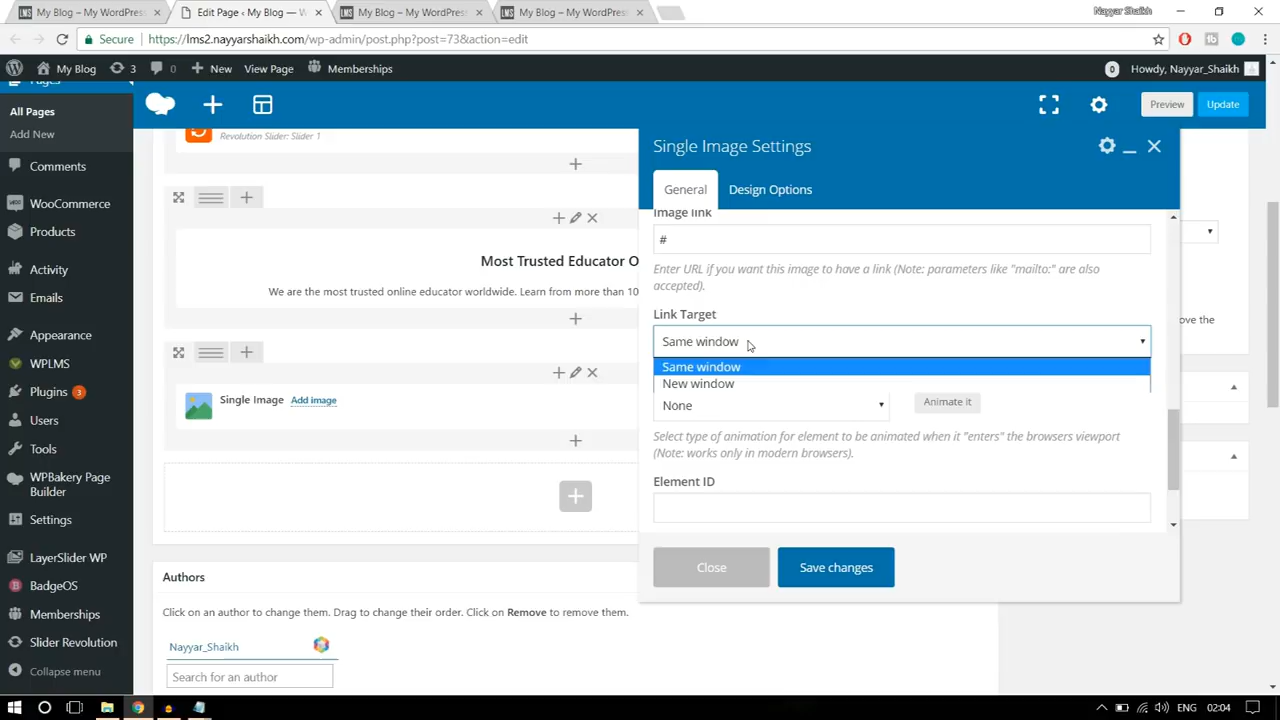 My Blog – My WordPress
Edit Page ‹ My Blog —
My Blog – My WordPress
My Blog – My WordPress
Nayyar Shaikh
Secure
https://lms2.nayyarshaikh.com/wp-admin/post.php?post=73&action=edit
My Blog
3
0
New
View Page
Memberships
0
Howdy, Nayyar_Shaikh
Pages
All Pages
Add New
Comments
WooCommerce
Products
Activity
Emails
Appearance
WPLMS
Plugins 3
Users
Tools
WPBakery Page
Builder
Settings
LayerSlider WP
BadgeOS
Memberships
Slider Revolution
Collapse menu
Preview
Update
Revolution Slider: Slider 1
Most Trusted Educator O
We are the most trusted online educator worldwide. Learn from more than 10
Single Image
Add image
Authors
Click on an author to change them. Drag to change their order. Click on Remove to remove them.
Nayyar_Shaikh
Search for an author
Single Image Settings
General
Design Options
Image link
#
Enter URL if you want this image to have a link (Note: parameters like "mailto:" are also
accepted).
Link Target
Same window
Same window
New window
None
Animate it
Select type of animation for element to be animated when it "enters" the browsers viewport
(Note: works only in modern browsers).
Element ID
Close
Save changes
ove the
ENG
02:04